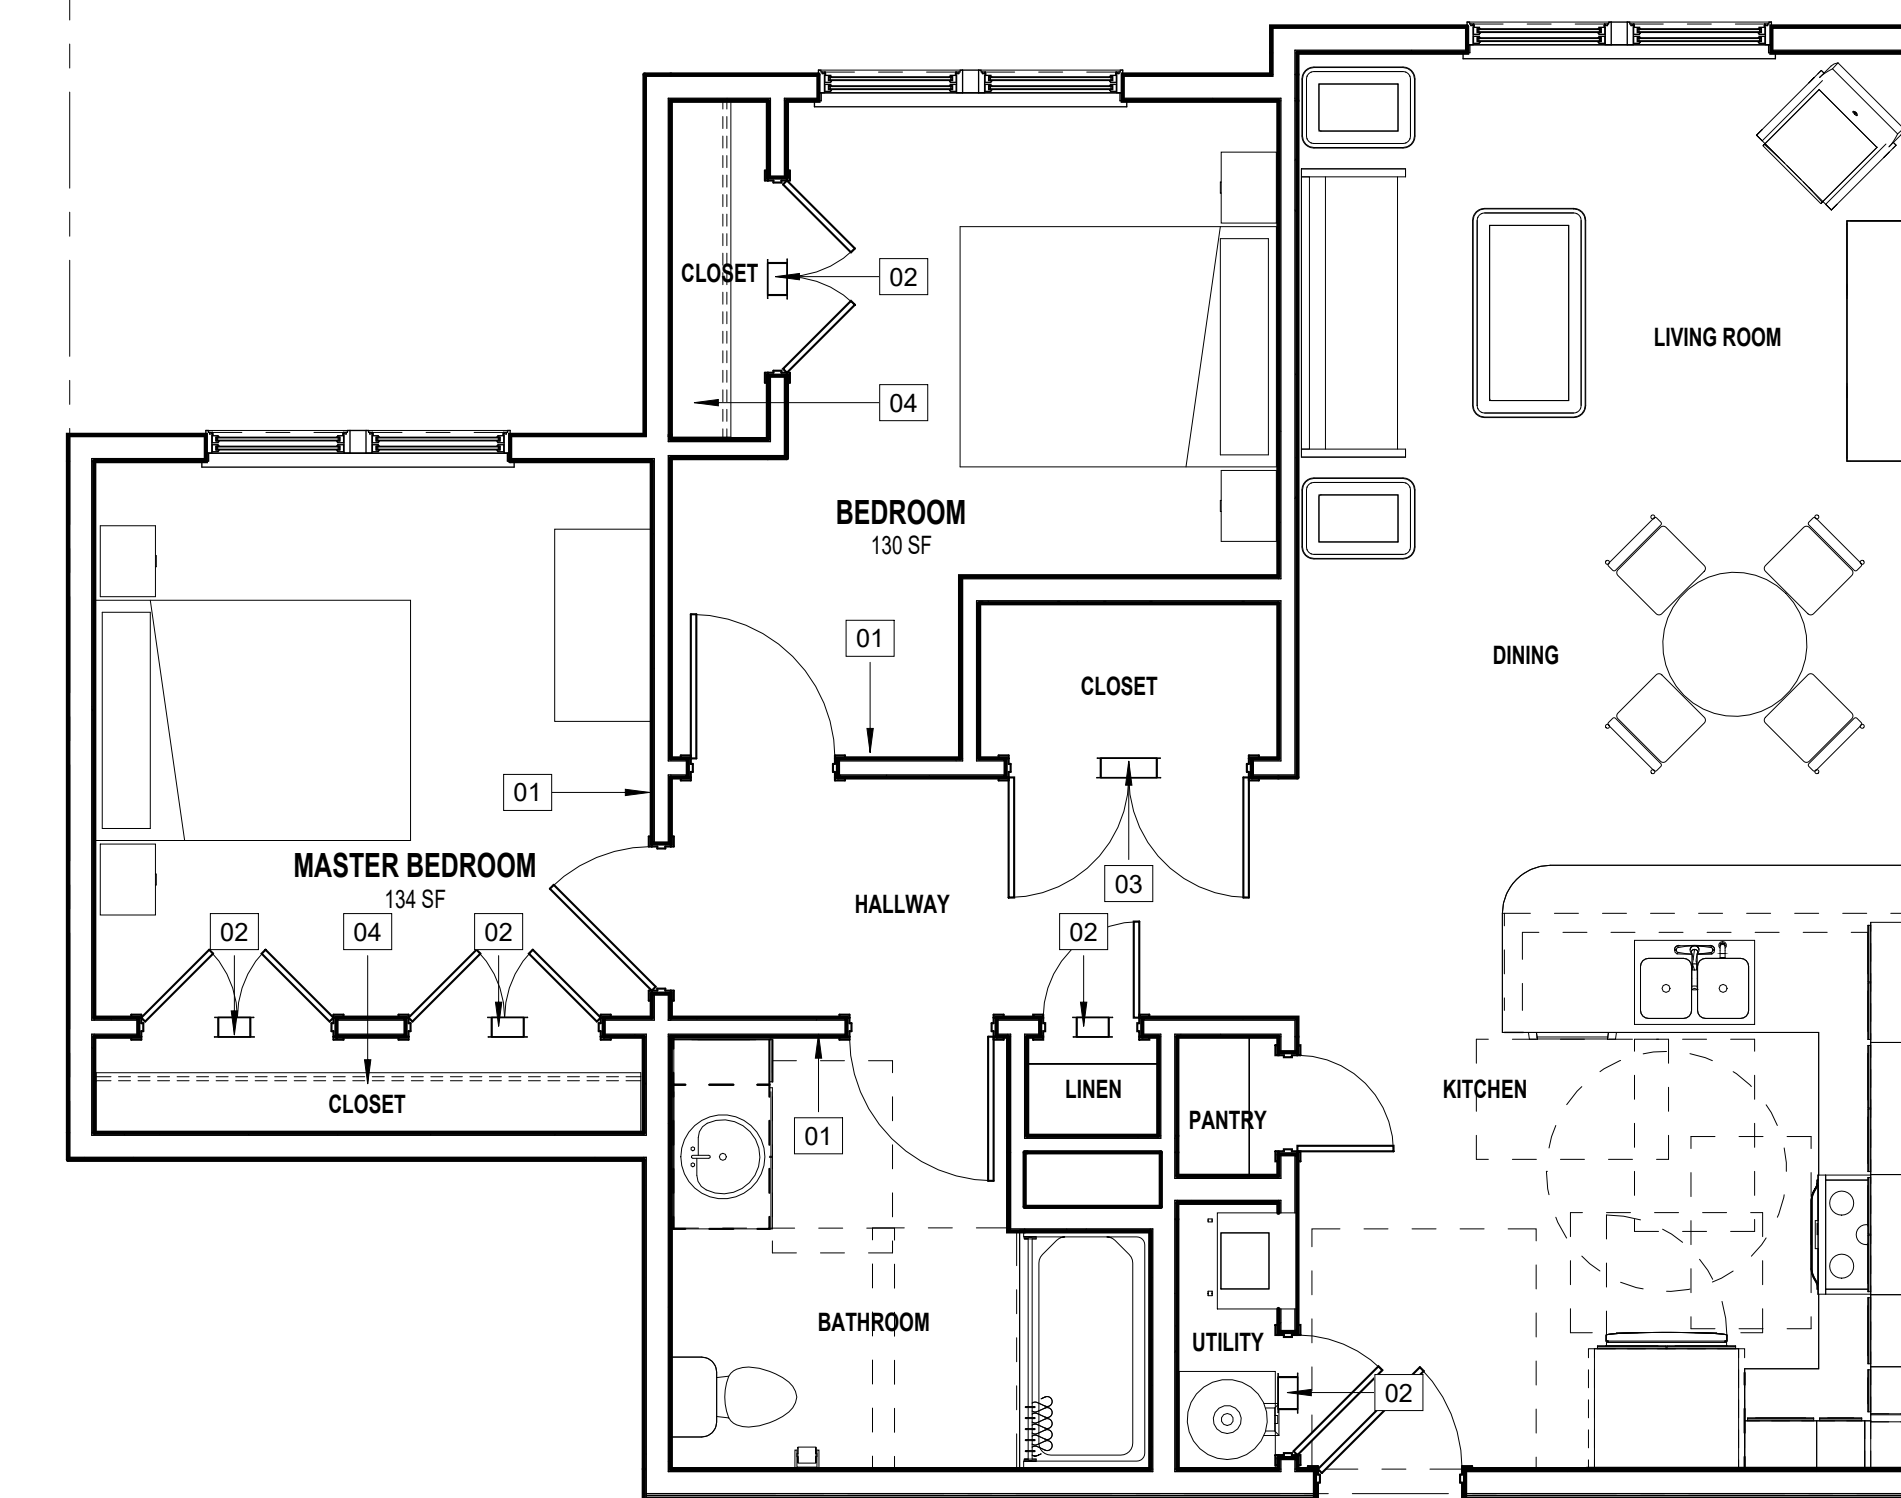 CLOSET
02
LIVING ROOM
04
BEDROOM
130 SF
01
DINING
CLOSET
01
MASTER BEDROOM
134 SF
03
HALLWAY
02
04
02
02
LINEN
KITCHEN
CLOSET
PANTRY
01
BATHROOM
UTILITY
02